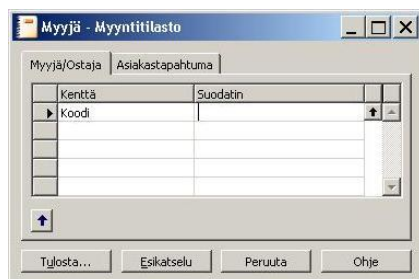 Myyjä - Myyntitilasto
Myyjä/Ostaja Asiakastapahtuma
Kenttä Suodatin
Koodi
Tulosta... Esikatselu Peruuta Ohje